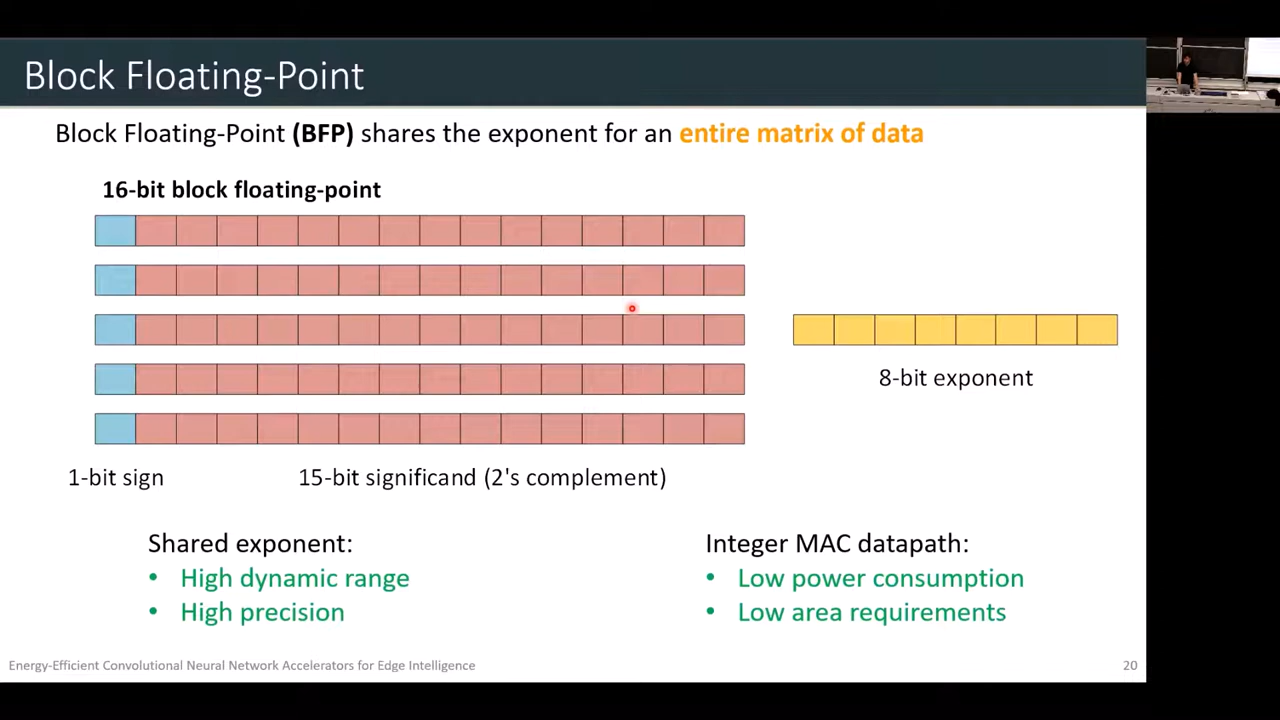 Block Floating-Point
Block Floating-Point (BFP) shares the exponent for an entire matrix of data
16-bit block floating-point
8-bit exponent
1-bit sign
15-bit significand (2's complement)
Shared exponent:
• High dynamic range
• High precision
Integer MAC datapath:
• Low power consumption
• Low area requirements
Energy-Efficient Convolutional Neural Network Accelerators for Edge Intelligence
20